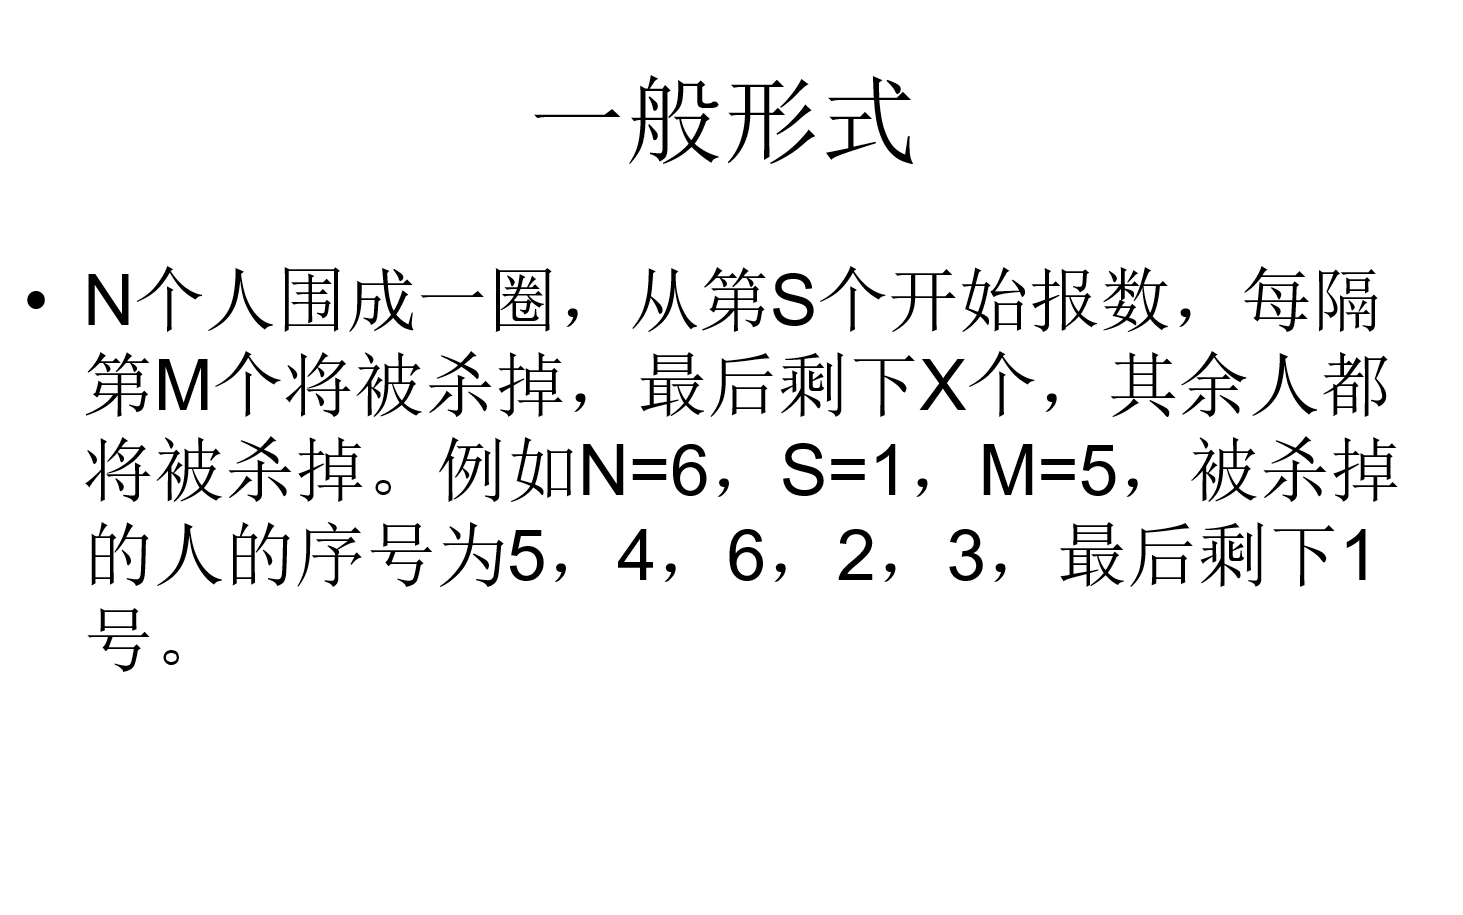 一般形式
• N个人围成一圈，从第S个开始报数，每隔
第M个将被杀掉，最后剩下X个，其余人都
将被杀掉。例如N=6，S=1，M=5，被杀掉
的人的序号为5，4，6，2，3，最后剩下1
号。